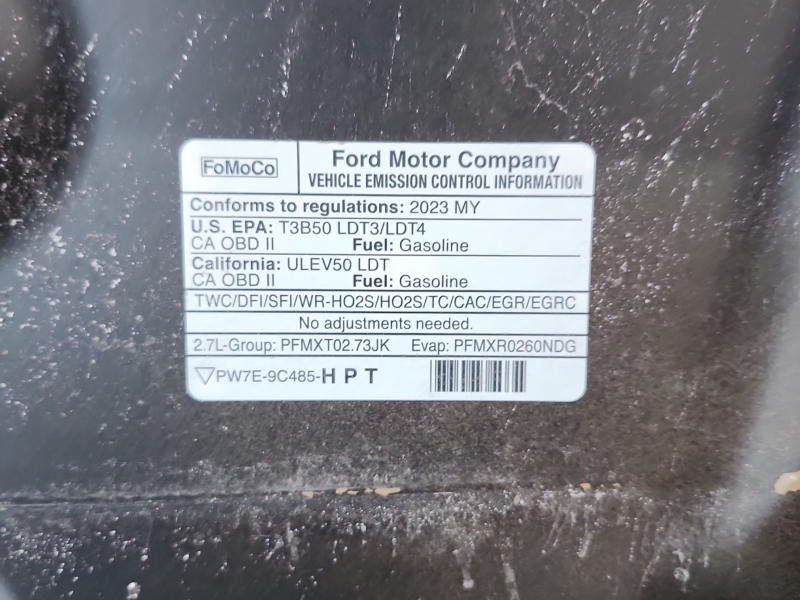 FoMoCo
Ford Motor Company
VEHICLE EMISSION CONTROL INFORMATION
Conforms to regulations: 2023 MY
U.S. EPA: T3B50 LDT3/LDT4
CA OBD II Fuel: Gasoline
California: ULEV50 LDT
CA OBD II Fuel: Gasoline
TWC/DFI/SFI/WR-HO2S/HO2S/TC/CAC/EGR/EGRC
No adjustments needed.
2.7L-Group: PFMXT02.73JK Evap: PFMXR0260NDG
PW7E-9C485-HPT